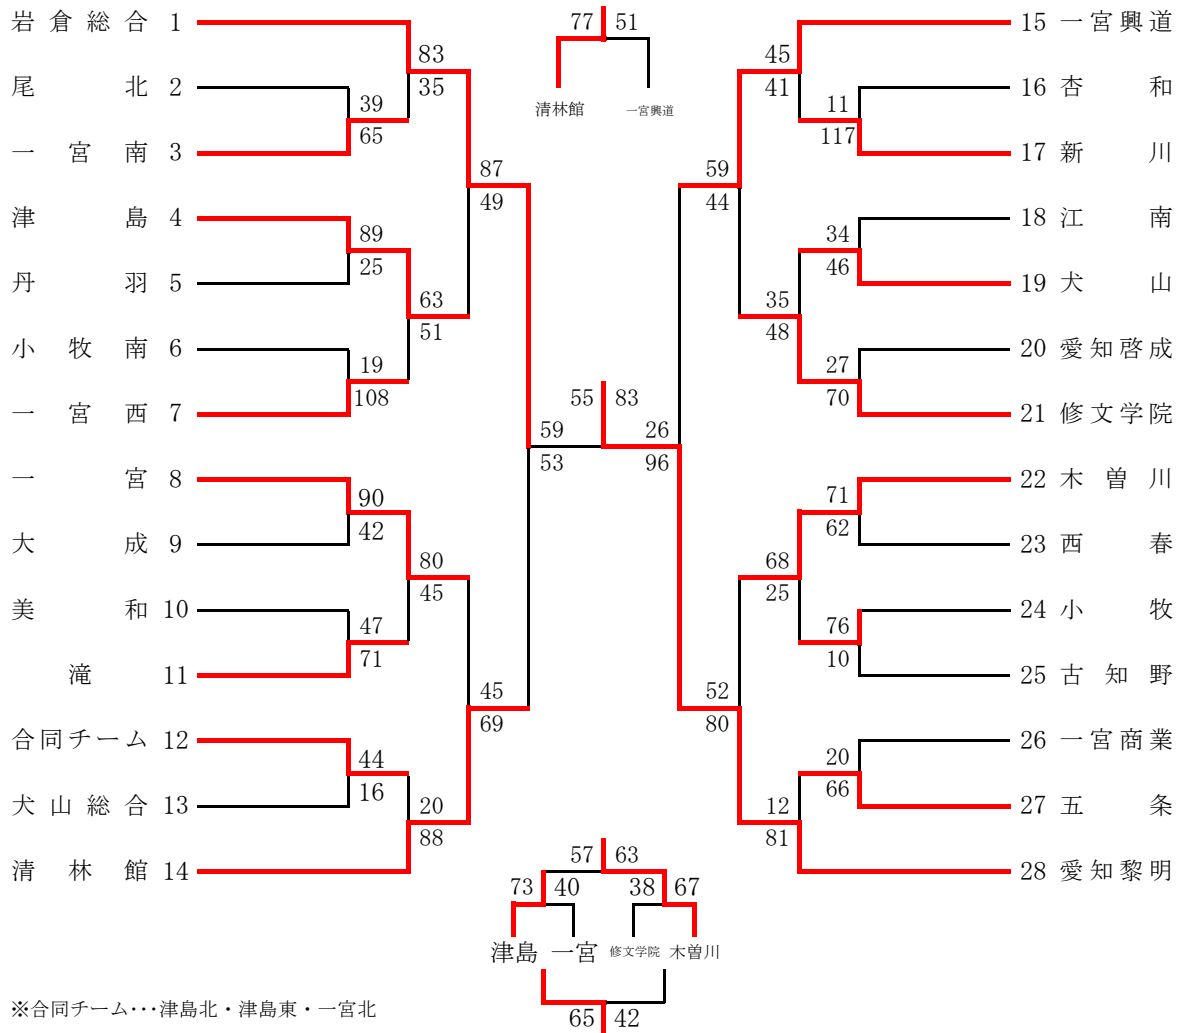 77 51
清林館 一宮興道
岩倉総合 1
尾北 2
一宮南 3
津島 4
丹羽 5
小牧南 6
一宮西 7
一宮 8
大成 9
美和 10
滝 11
合同チーム 12
犬山総合 13
清林館 14
39
65
89
25
19
108
90
42
47
71
44
16
83
35
63
51
80
45
20
88
87
49
45
69
59
53
55 83
26
96
59
44
52
80
45
41
35
48
68
25
12
81
11
117
34
46
27
70
71
62
76
10
20
66
15 一宮興道
16 杏和
17 新川
18 江南
19 犬山
20 愛知啓成
21 修文学院
22 木曽川
23 西春
24 小牧
25 古知野
26 一宮商業
27 五条
28 愛知黎明
57 63
73 40 38 67
津島 一宮 修文学院 木曽川
65 42
※合同チーム･･･津島北・津島東・一宮北